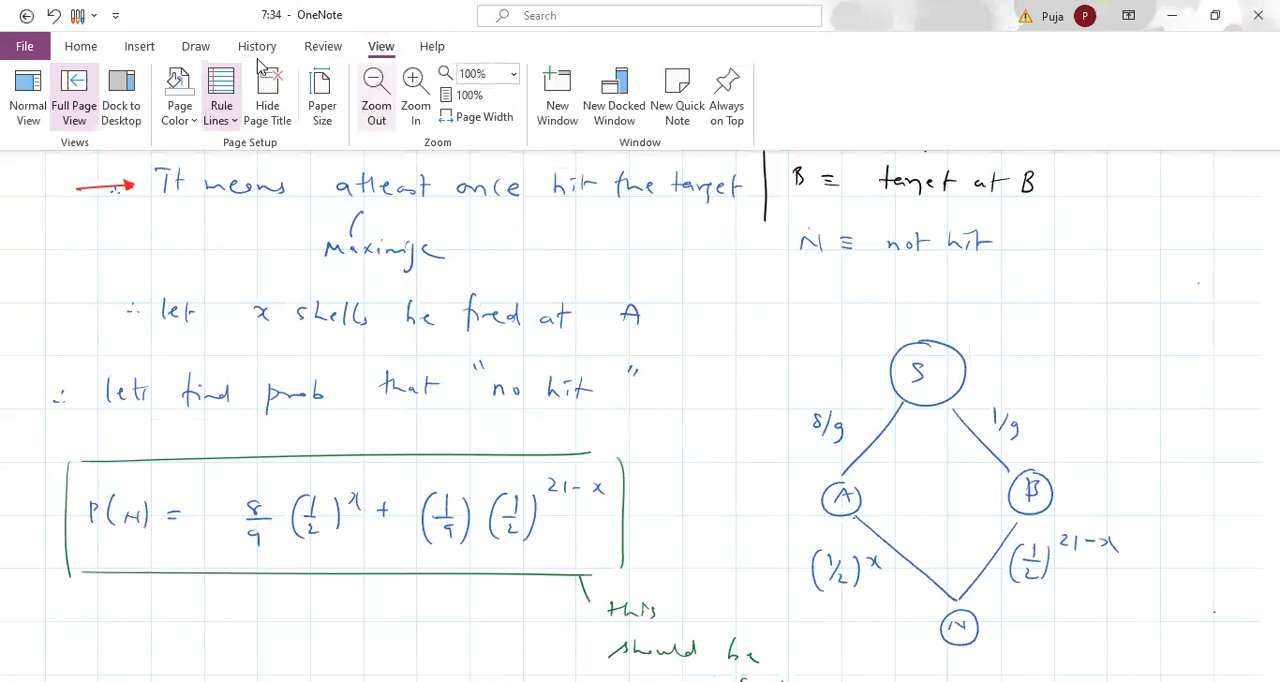 7:34 - OneNote
Search
Puja P
File Home Insert Draw History Review View Help
Normal View
Full Page View
Dock to Desktop
Views
Page Color
Rule Lines
Hide Page Title
Paper Size
Page Setup
Zoom Out
Zoom In
100%
100%
Page Width
Zoom
New Window
New Docked Window
New Quick Note
Always on Top
Window
∴ It means atleast once hit the target
Maximize
∴ let x shells be fired at A
∴ lets find prob that "no hit"
P(N) = 8/9 (1/2)^x + (1/9) (1/2)^21-x
this
should be
B ≡ target at B
N ≡ not hit
S
8/9
1/9
A
B
(1/2)^x
(1/2)^21-x
N